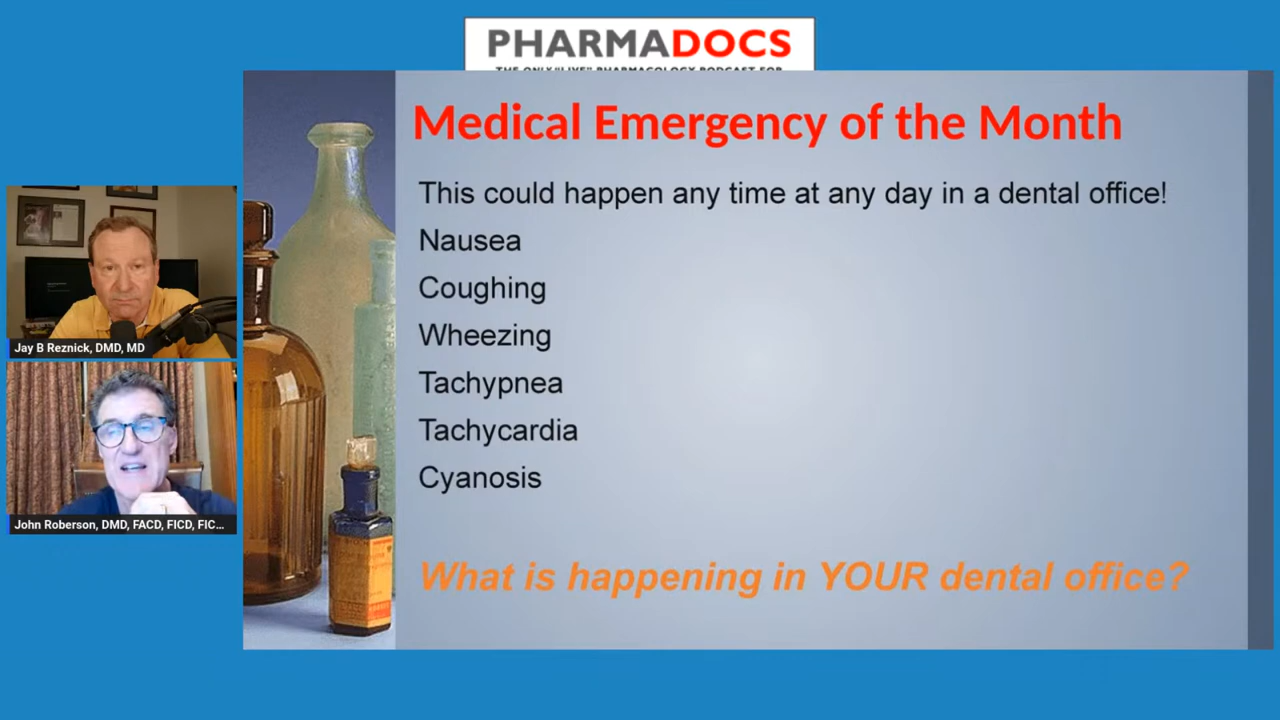 PHARMADOCS
THE ONLY "LIVE" PHARMACOLOGY PODCAST FOR
Medical Emergency of the Month
This could happen any time at any day in a dental office!
Nausea
Coughing
Wheezing
Tachypnea
Tachycardia
Cyanosis
What is happening in YOUR dental office?
Jay B Reznick, DMD, MD
John Roberson, DMD, FACD, FICD, FIC...